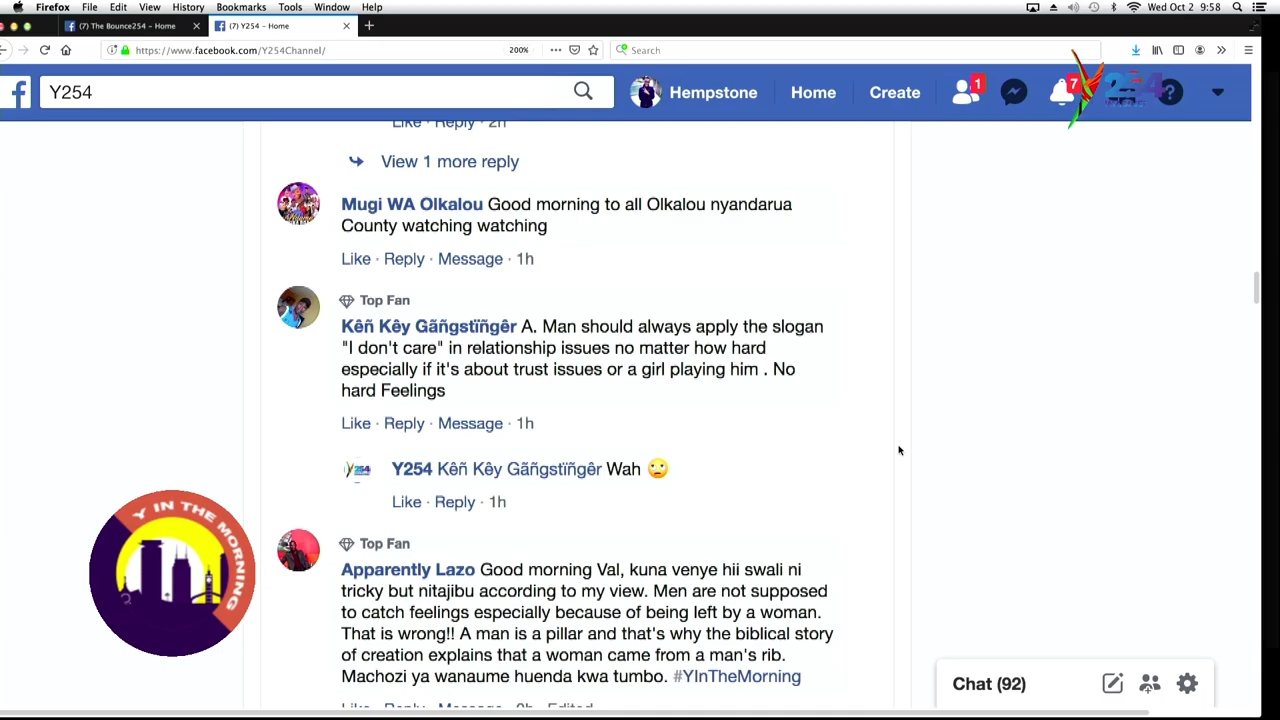 Firefox File Edit View History Bookmarks Tools Window Help Wed Oct 2 9:58
(7) The Bounce254 - Home (7) Y254 - Home
https://www.facebook.com/Y254Channel/ 200% Search
Y254 Hempstone Home Create 1 7 Y254
Like · Reply · 2h
View 1 more reply
Mugi WA Olkalou Good morning to all Olkalou nyandarua
County watching watching
Like · Reply · Message · 1h
Top Fan
Kêñ Kêy Gãñgstïñgêr A. Man should always apply the slogan
"I don't care" in relationship issues no matter how hard
especially if it's about trust issues or a girl playing him . No
hard Feelings
Like · Reply · Message · 1h
Y254 Kêñ Kêy Gãñgstïñgêr Wah 🙄
Like · Reply · 1h
Y IN THE MORNING
Top Fan
Apparently Lazo Good morning Val, kuna venye hii swali ni
tricky but nitajibu according to my view. Men are not supposed
to catch feelings especially because of being left by a woman.
That is wrong!! A man is a pillar and that's why the biblical story
of creation explains that a woman came from a man's rib.
Machozi ya wanaume huenda kwa tumbo. #YInTheMorning
Chat (92)